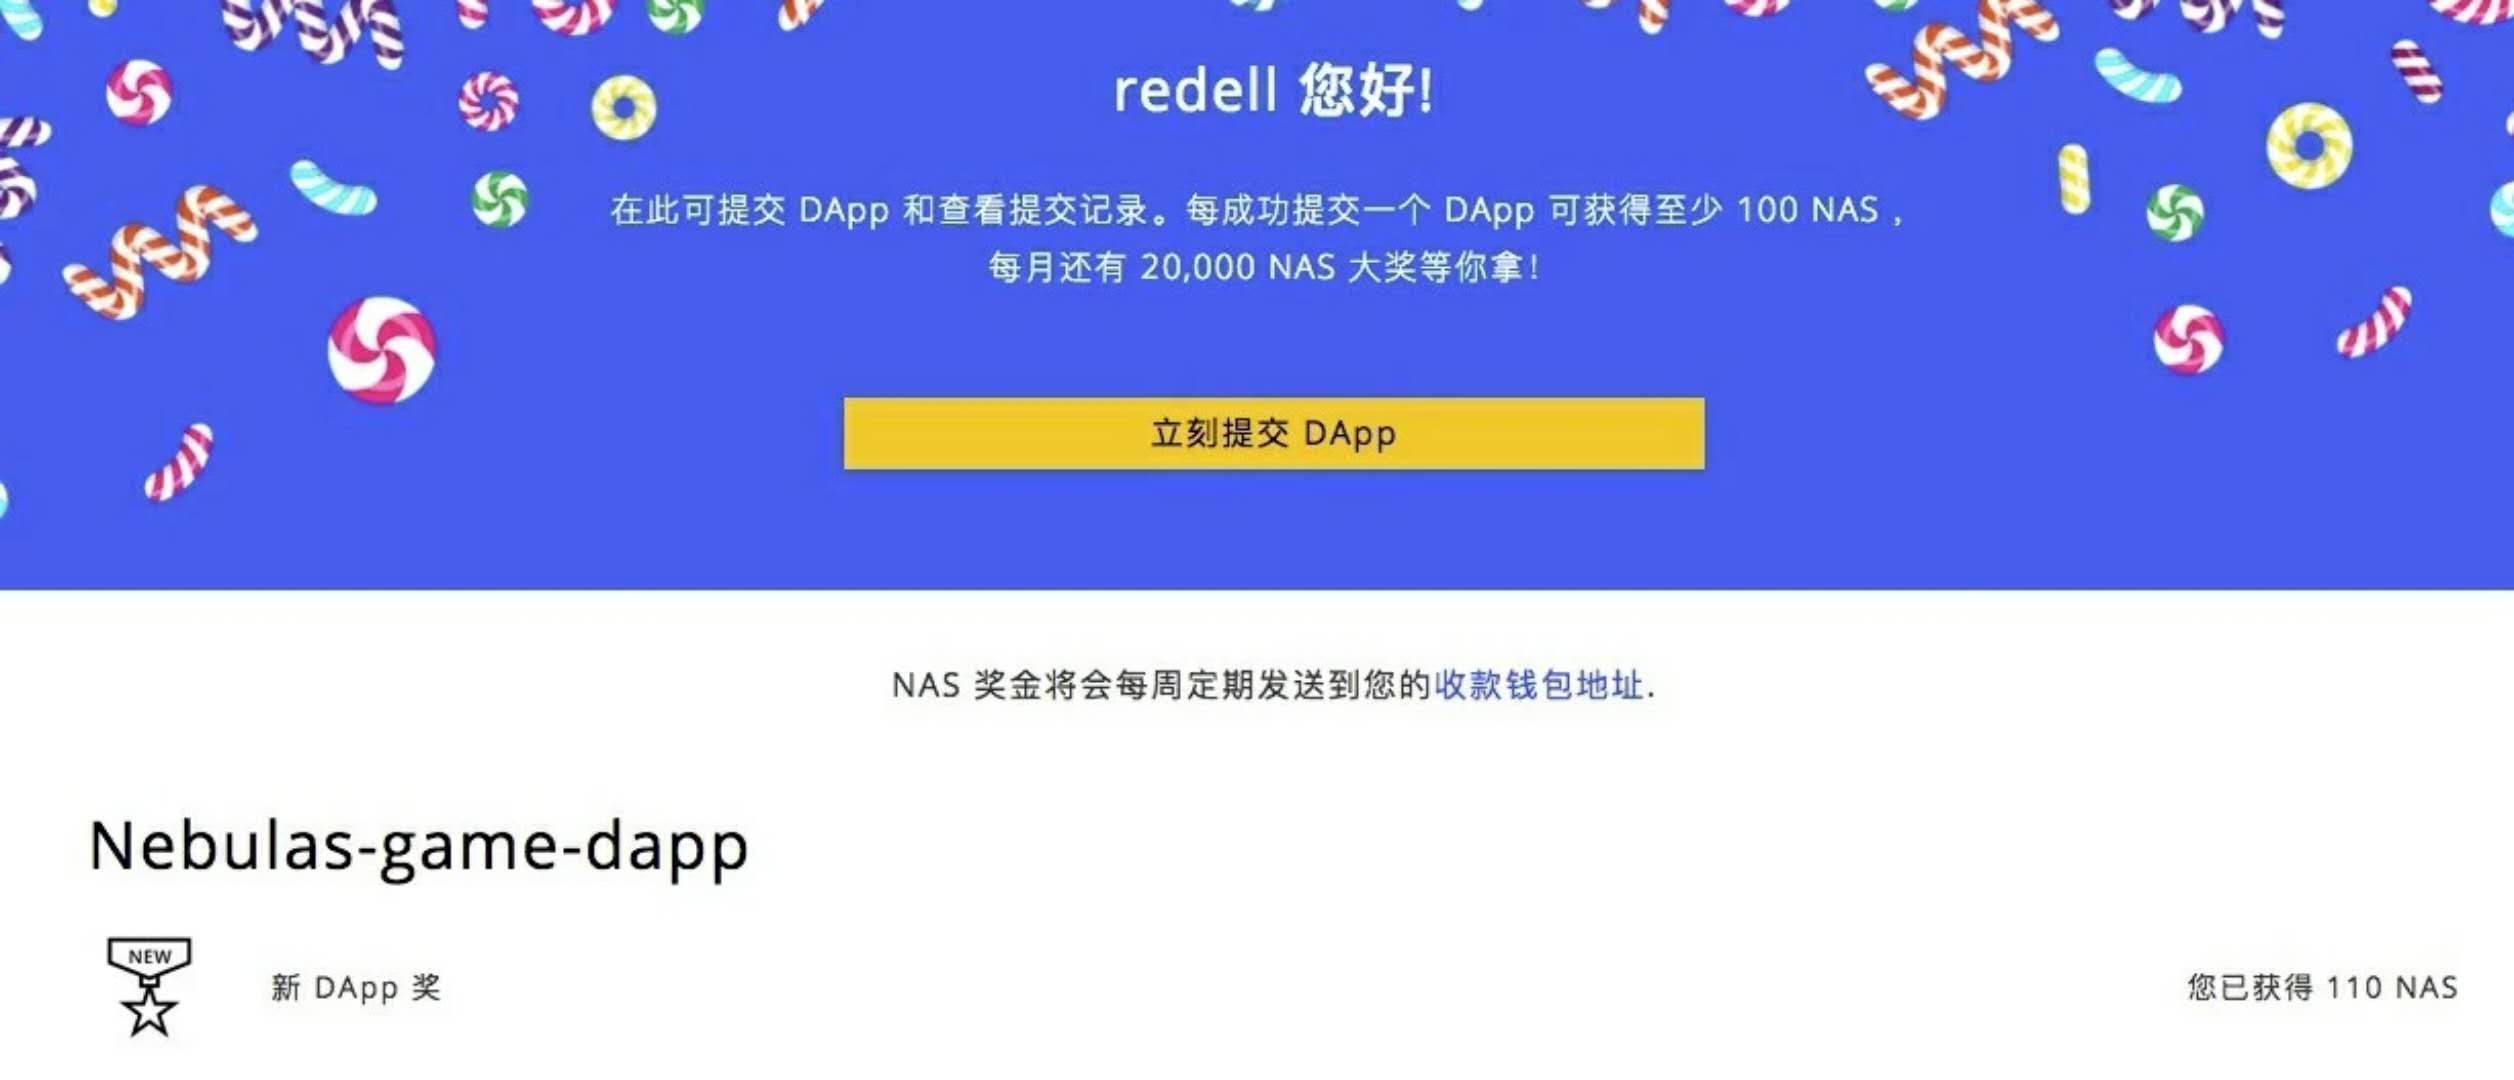 redell 您好!
在此可提交 DApp 和查看提交记录。每成功提交一个 DApp 可获得至少 100 NAS ，
每月还有 20,000 NAS 大奖等你拿!
立刻提交 DApp
NAS 奖金将会每周定期发送到您的收款钱包地址.
Nebulas-game-dapp
NEW
新 DApp 奖
您已获得 110 NAS